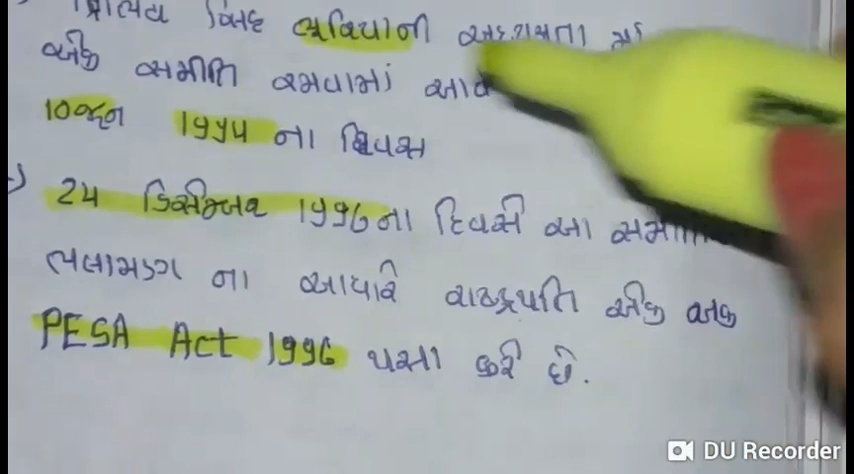 ભૂવિયાની અધ્યક્ષતા
એક સમીતિ રચવામાં
10જૂન 1994 ના દિવસ
24 ડિસેમ્બર 1996ના દિવસે આ
ભલામણ ના આધારે રાષ્ટ્રપતિ એક
PESA Act 1996 પસા કરે છે.
DU Recorder